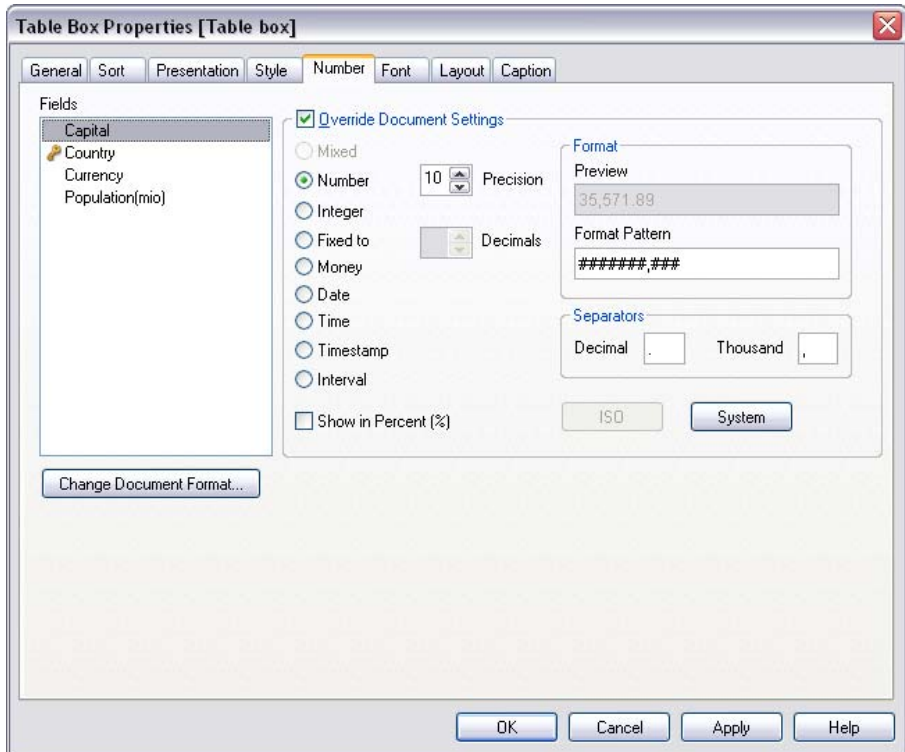 Table Box Properties [Table box]
General Sort Presentation Style Number Font Layout Caption
Fields
Capital
Country
Currency
Population(mio)
Override Document Settings
Mixed
Number 10 Precision
Integer
Fixed to Decimals
Money
Date
Time
Timestamp
Interval
Show in Percent (%)
Format
Preview
35,571.89
Format Pattern
#######,###
Separators
Decimal . Thousand ,
ISO System
Change Document Format...
OK Cancel Apply Help